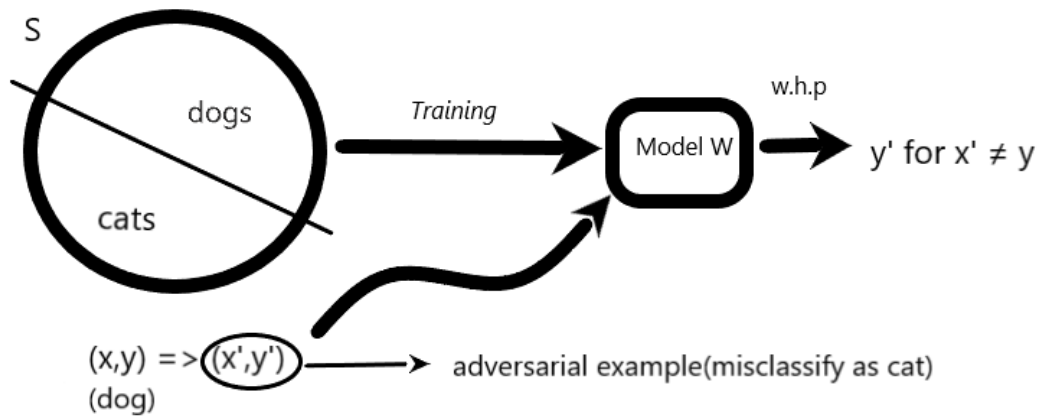 S
dogs
cats
Training
Model W
w.h.p
y' for x' ≠ y
(x,y) => (x',y')
(dog)
adversarial example(misclassify as cat)